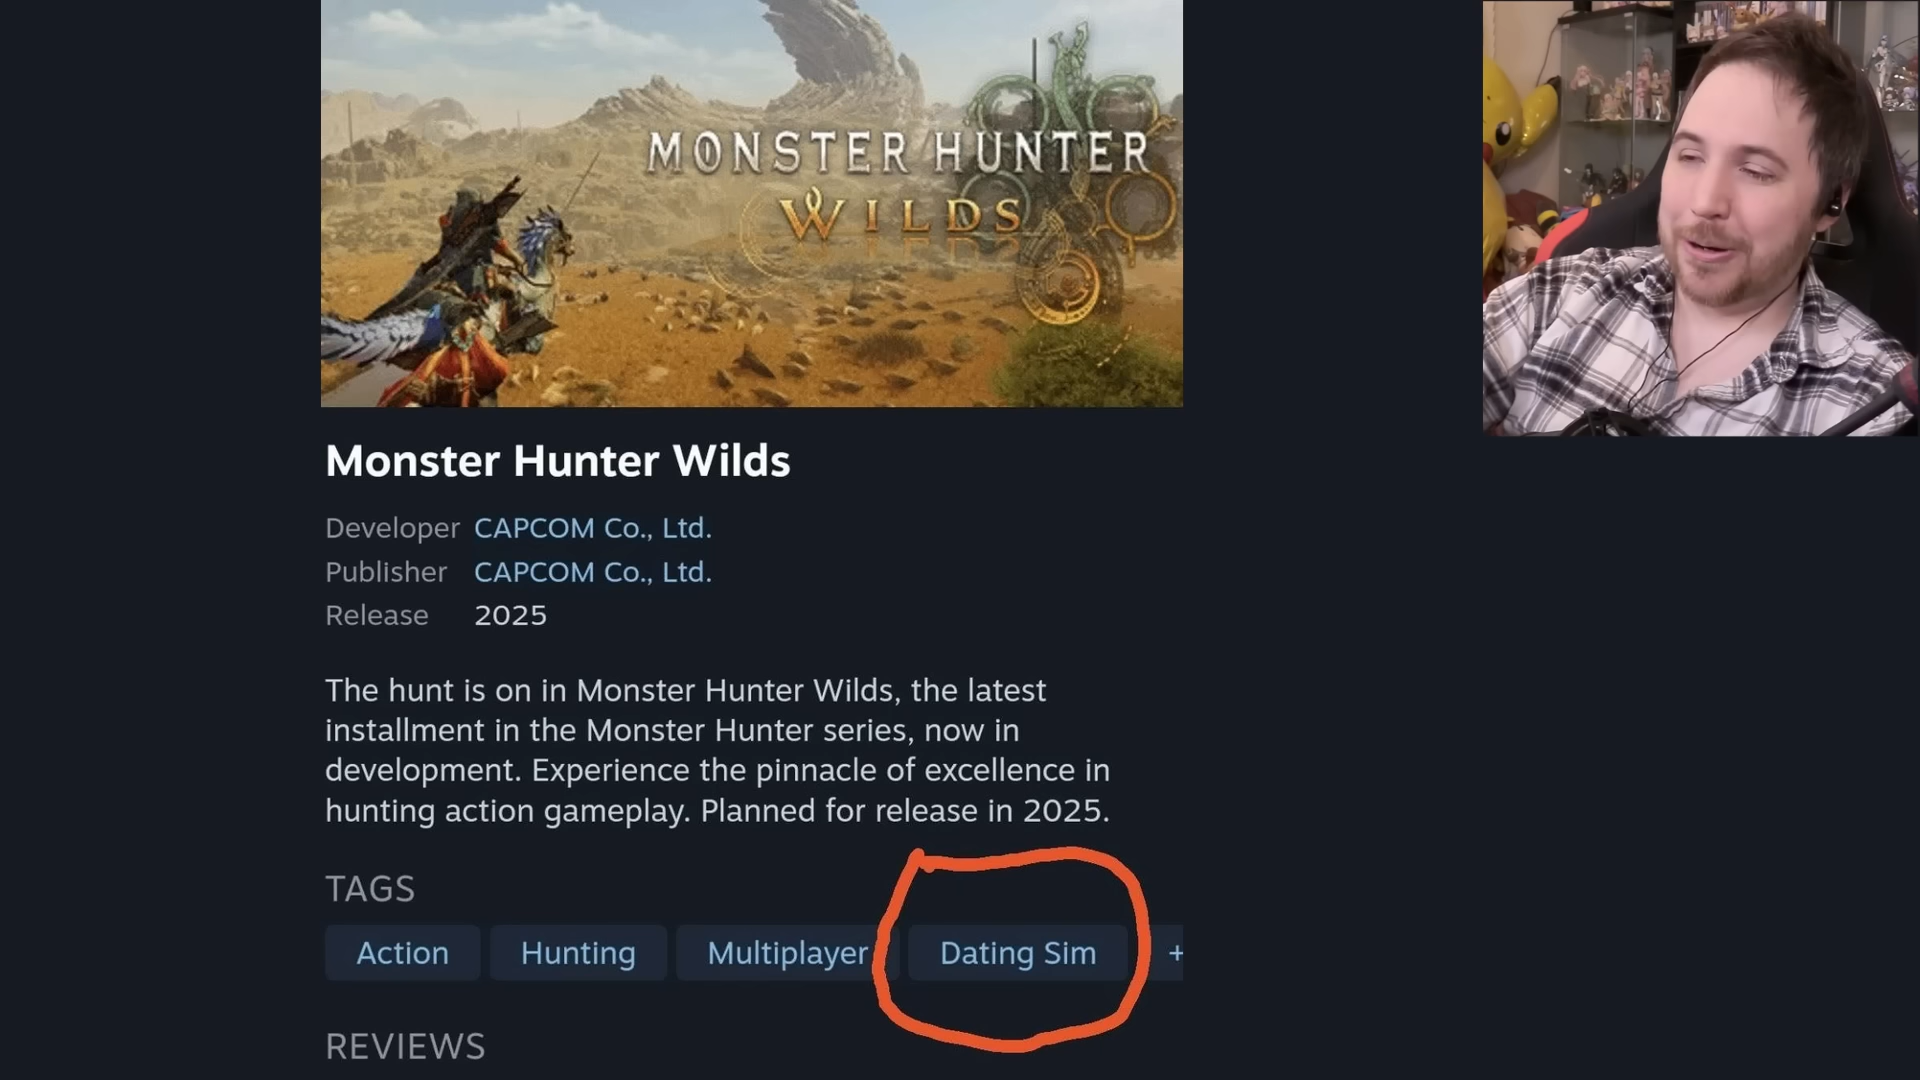 MONSTER HUNTER
WILDS
Monster Hunter Wilds
Developer CAPCOM Co., Ltd.
Publisher CAPCOM Co., Ltd.
Release 2025
The hunt is on in Monster Hunter Wilds, the latest
installment in the Monster Hunter series, now in
development. Experience the pinnacle of excellence in
hunting action gameplay. Planned for release in 2025.
TAGS
Action Hunting Multiplayer Dating Sim +
REVIEWS